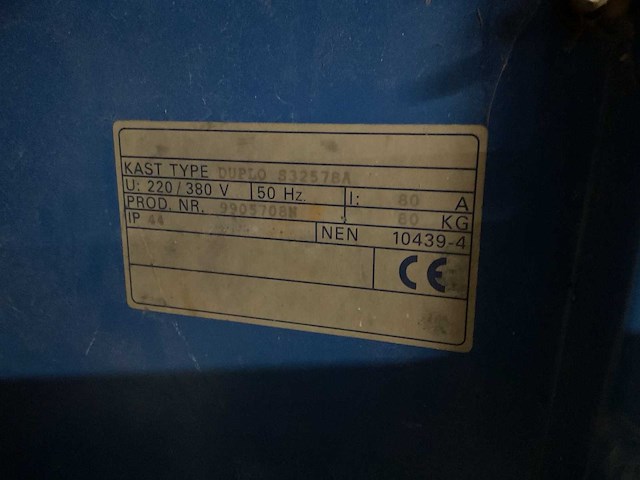 KAST TYPE DUPLO 832578A
U: 220/380 V 50 Hz. I: 80 A
PROD. NR. 9905708M 80 KG
IP 44 NEN 10439-4
CE